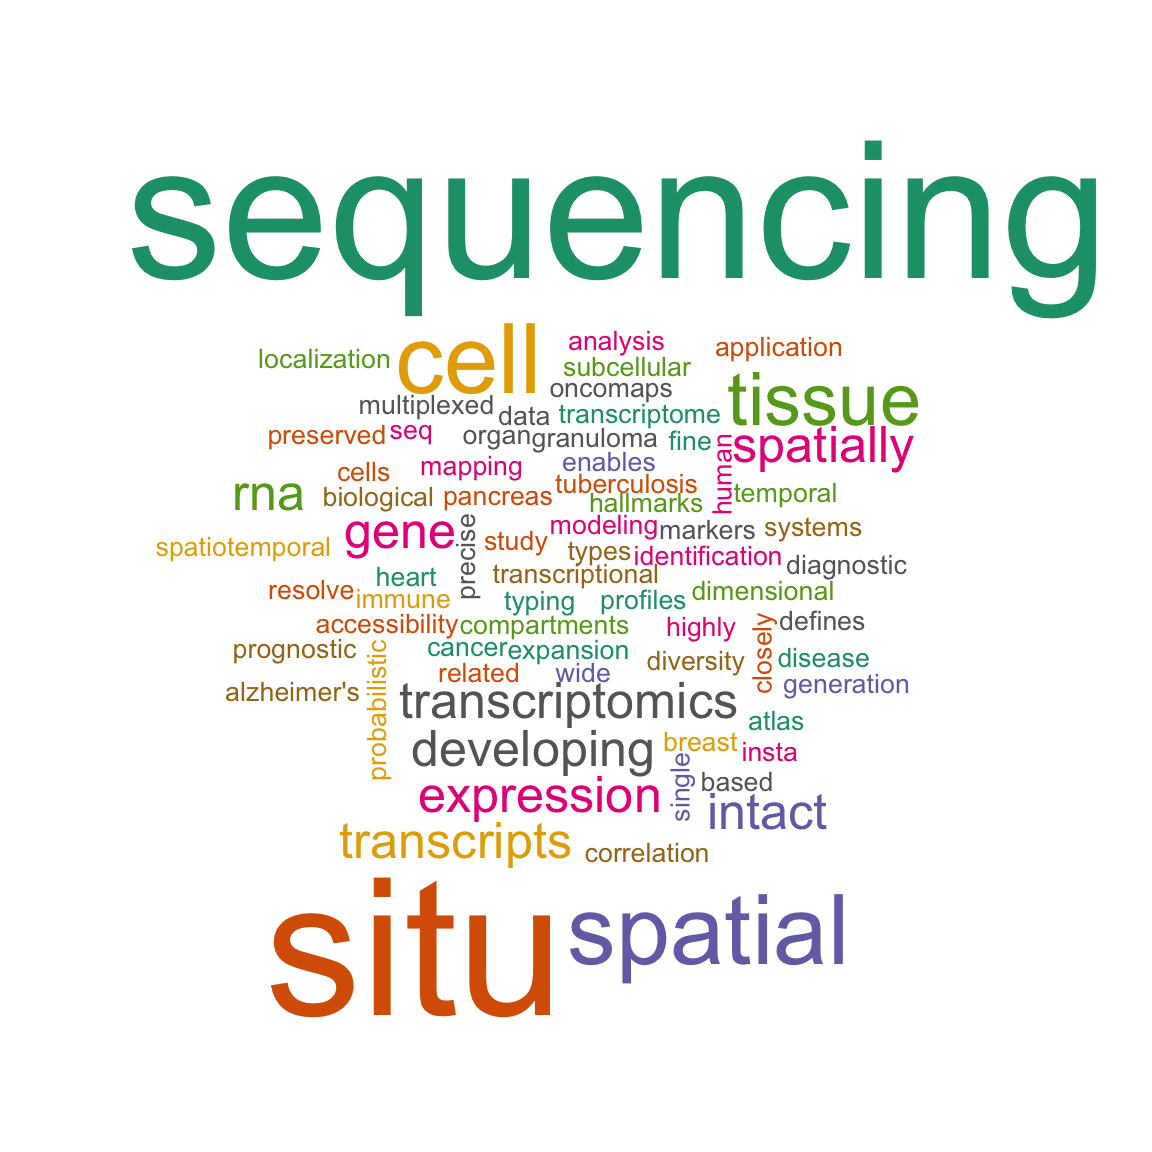 sequencing
cell
analysis
application
localization
subcellular
oncomaps
tissue
multiplexed
data
transcriptome
preserved
seq
organ
granuloma
fine
spatially
human
cells
mapping
enables
tuberculosis
rna
biological
pancreas
hallmarks
temporal
gene
precise
modeling
markers
systems
spatiotemporal
study
types
identification
diagnostic
heart
transcriptional
resolve
immune
typing
profiles
dimensional
accessibility
compartments
highly
closely
defines
prognostic
probabilistic
cancer
expansion
diversity
disease
related
wide
generation
alzheimer's
transcriptomics
atlas
developing
breast
insta
single
based
expression
intact
transcripts
correlation
situ
spatial